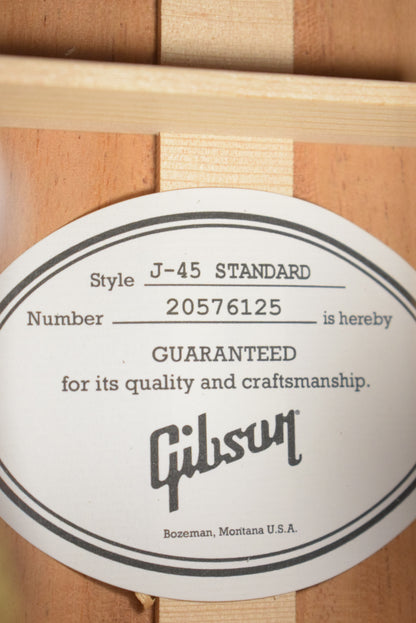 Style J-45 STANDARD
Number 20576125 is hereby
GUARANTEED
for its quality and craftsmanship.
Gibson®
Bozeman, Montana U.S.A.